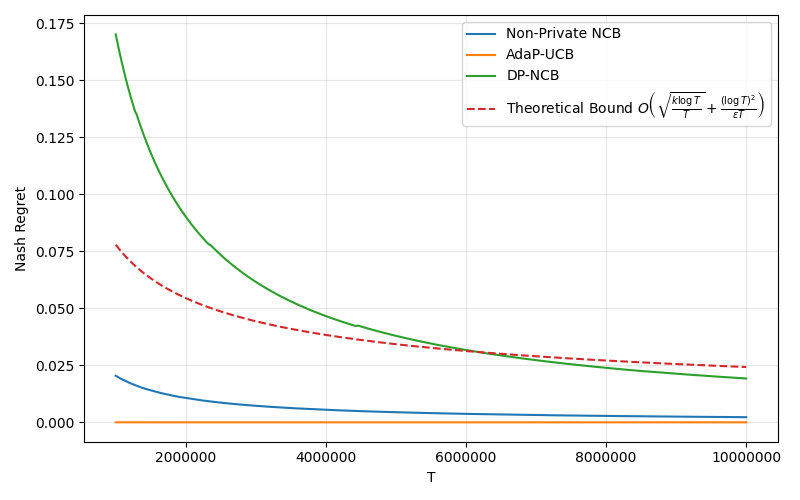 0.175
0.150
0.125
0.100
0.075
0.050
0.025
0.000
Nash Regret
2000000 4000000 6000000 8000000 10000000
T
Non-Private NCB
AdaP-UCB
DP-NCB
Theoretical Bound $O\left(\sqrt{\frac{k \log T}{T}} + \frac{(\log T)^2}{\epsilon T}\right)$